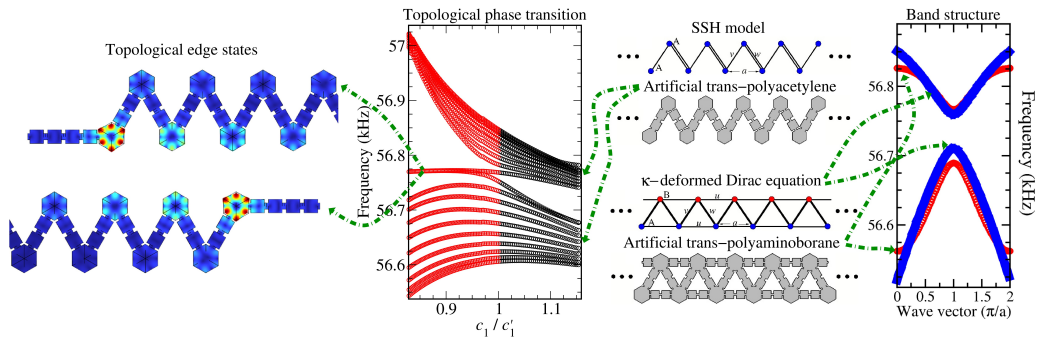 Topological edge states
Topological phase transition
57
56.9
56.8
56.7
56.6
Frequency (kHz)
0.9
1
1.1
c₁ / c₁′
SSH model
A
A
v
w
a
Artificial trans−polyacetylene
κ−deformed Dirac equation
B
u
A
v
w
u
a
Artificial trans−polyaminoborane
Band structure
56.8
56.7
56.6
Frequency (kHz)
0
0.5
1
1.5
2
Wave vector (π/a)